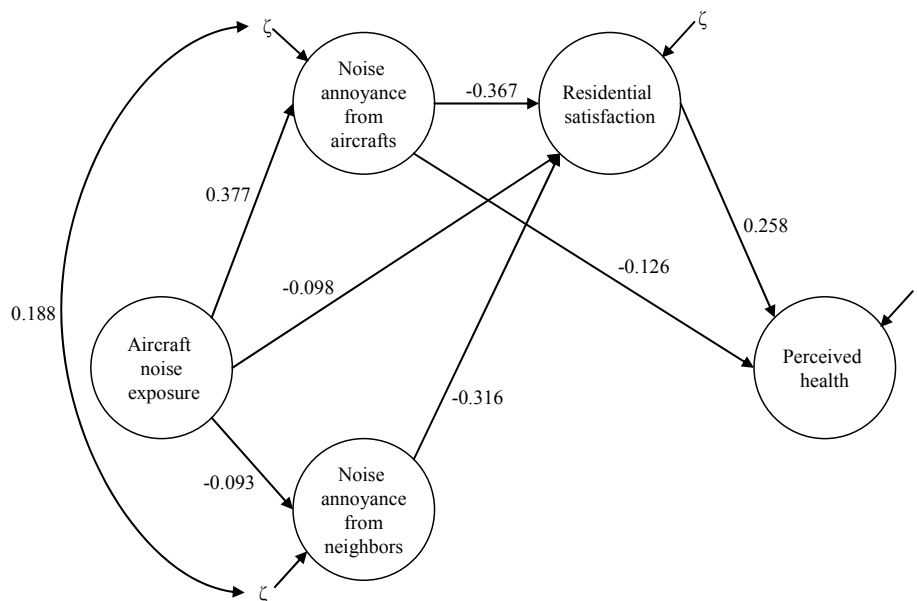 ζ
ζ
Noise
annoyance
from
aircrafts
-0.367
Residential
satisfaction
0.377
-0.098
-0.126
0.258
0.188
Aircraft
noise
exposure
Perceived
health
-0.316
-0.093
Noise
annoyance
from
neighbors
ζ